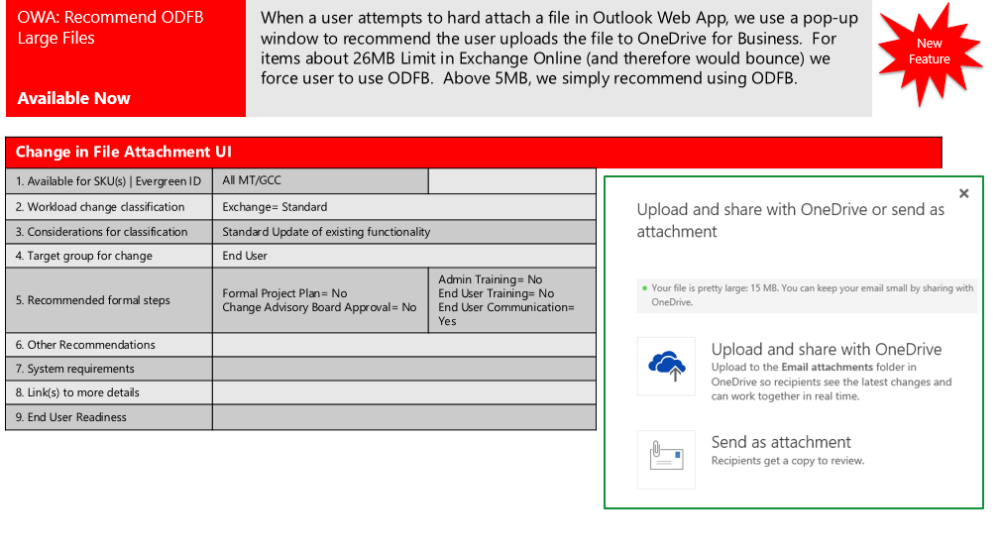 OWA: Recommend ODFB
Large Files
Available Now
When a user attempts to hard attach a file in Outlook Web App, we use a pop-up
window to recommend the user uploads the file to OneDrive for Business.  For
items about 26MB Limit in Exchange Online (and therefore would bounce) we
force user to use ODFB.  Above 5MB, we simply recommend using ODFB.
New
Feature
Change in File Attachment UI
1. Available for SKU(s) | Evergreen ID
All MT/GCC
2. Workload change classification
Exchange= Standard
3. Considerations for classification
Standard Update of existing functionality
4. Target group for change
End User
5. Recommended formal steps
Formal Project Plan= No
Change Advisory Board Approval= No
Admin Training= No
End User Training= No
End User Communication=
Yes
6. Other Recommendations
7. System requirements
8. Link(s) to more details
9. End User Readiness
Upload and share with OneDrive or send as
attachment
Your file is pretty large: 15 MB. You can keep your email small by sharing with
OneDrive.
Upload and share with OneDrive
Upload to the Email attachments folder in
OneDrive so recipients see the latest changes and
can work together in real time.
Send as attachment
Recipients get a copy to review.